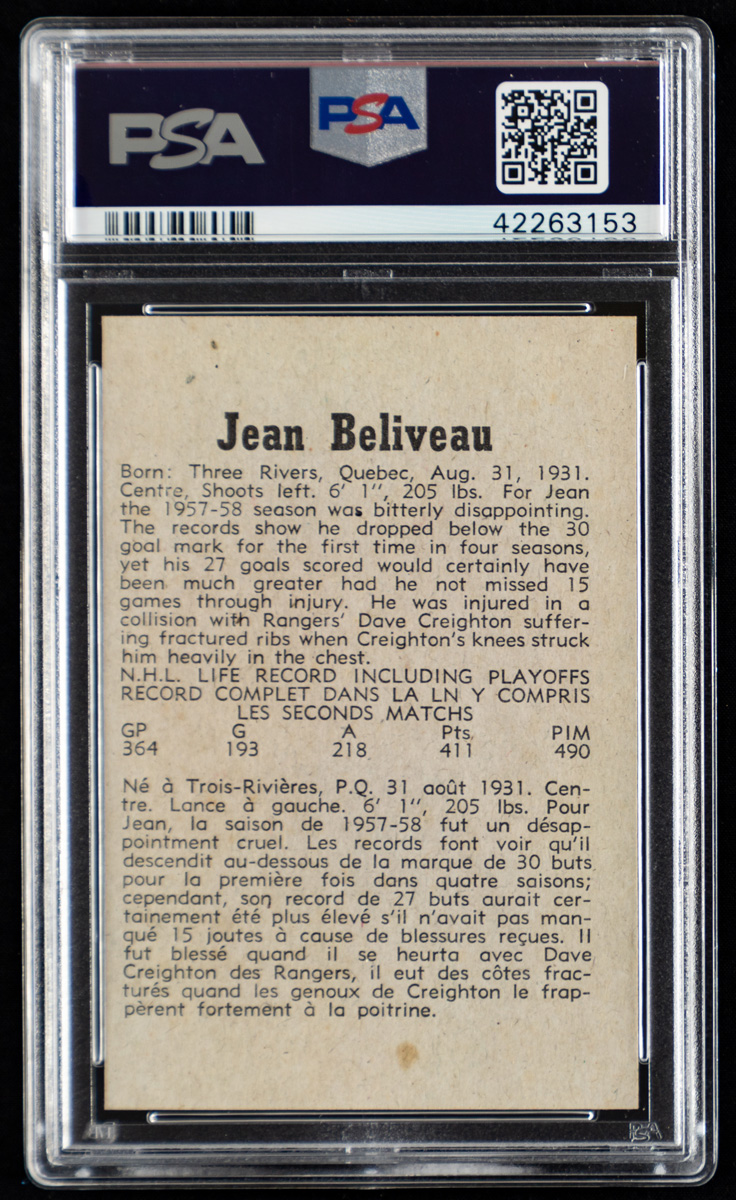 PSA
PSA
42263153
Jean Beliveau
Born: Three Rivers, Quebec, Aug. 31, 1931.
Centre, Shoots left. 6' 1", 205 lbs. For Jean
the 1957-58 season was bitterly disappointing.
The records show he dropped below the 30
goal mark for the first time in four seasons,
yet his 27 goals scored would certainly have
been much greater had he not missed 15
games through injury. He was injured in a
collision with Rangers' Dave Creighton suffer-
ing fractured ribs when Creighton's knees struck
him heavily in the chest.
N.H.L. LIFE RECORD INCLUDING PLAYOFFS
RECORD COMPLET DANS LA LN Y COMPRIS
LES SECONDS MATCHS
GP G A Pts PIM
364 193 218 411 490
Né à Trois-Rivières, P.Q. 31 août 1931. Cen-
tre. Lance à gauche. 6' 1", 205 lbs. Pour
Jean, la saison de 1957-58 fut un désap-
pointment cruel. Les records font voir qu'il
descendit au-dessous de la marque de 30 buts
pour la première fois dans quatre saisons;
cependant, son record de 27 buts aurait cer-
tainement été plus élevé s'il n'avait pas man-
qué 15 joutes à cause de blessures reçues. Il
fut blessé quand il se heurta avec Dave
Creighton des Rangers, il eut des côtes frac-
turés quand les genoux de Creighton le frap-
pèrent fortement à la poitrine.
PSA